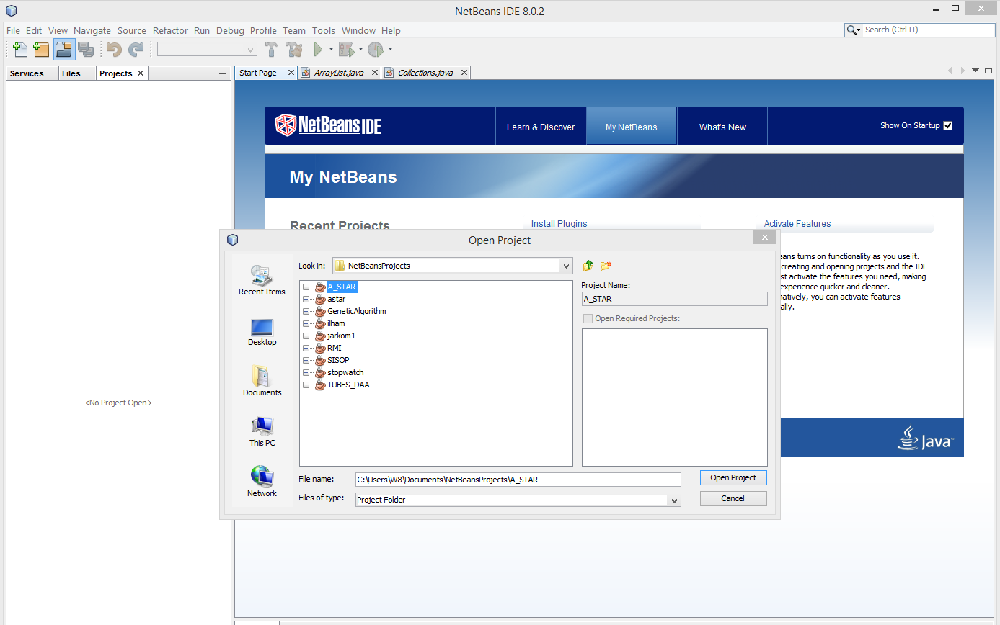 NetBeans IDE 8.0.2
File Edit View Navigate Source Refactor Run Debug Profile Team Tools Window Help
Search (Ctrl+I)
Services Files Projects
Start Page ArrayList.java Collections.java
<No Project Open>
NetBeans IDE
Learn & Discover
My NetBeans
What's New
Show On Startup
My NetBeans
Recent Projects
Install Plugins
Activate Features
eans turns on functionality as you use it.
creating and opening projects and the IDE
st activate the features you need, making
experience quicker and cleaner.
natively, you can activate features
ally.
Java
Open Project
Look in:
NetBeansProjects
Recent Items
Desktop
Documents
This PC
Network
A_STAR
astar
GeneticAlgorithm
ilham
jarkom1
RMI
SISOP
stopwatch
TUBES_DAA
Project Name:
A_STAR
Open Required Projects:
File name:
C:\Users\W8\Documents\NetBeansProjects\A_STAR
Files of type:
Project Folder
Open Project
Cancel